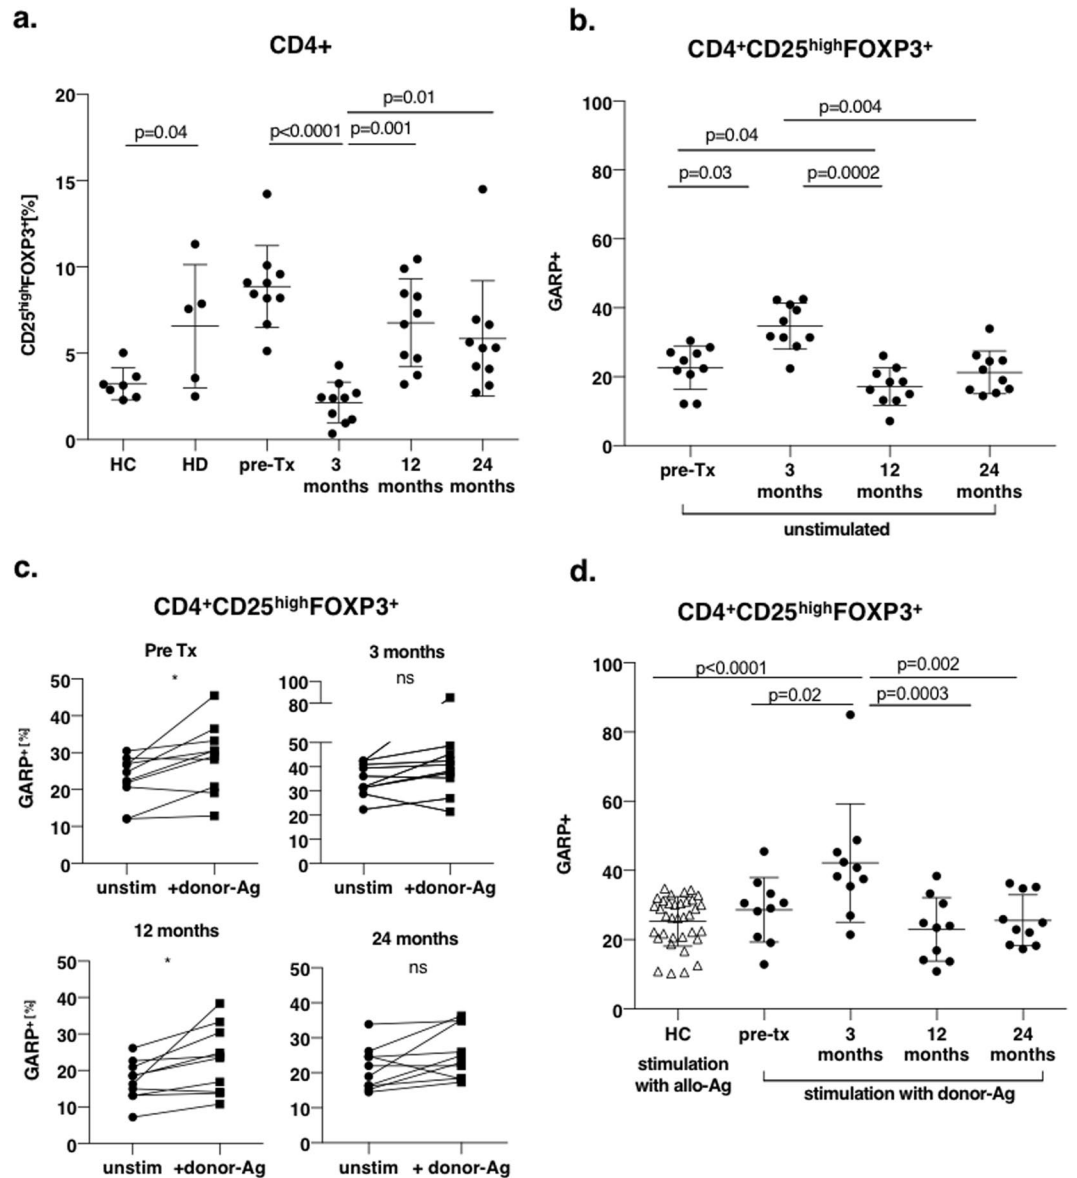 a.
CD4+
CD25highFOXP3+[%]
20
15
10
5
0
p=0.04
p<0.0001
p=0.001
p=0.01
HC
HD
pre-Tx
3
months
12
months
24
months
b.
CD4+CD25highFOXP3+
GARP+
100
80
60
40
20
0
p=0.004
p=0.04
p=0.03
p=0.0002
pre-Tx
3
months
12
months
24
months
unstimulated
c.
CD4+CD25highFOXP3+
Pre Tx
*
GARP+ [%]
50
40
30
20
10
0
unstim
+donor-Ag
3 months
ns
100
80
50
40
30
20
10
0
unstim
+donor-Ag
12 months
*
GARP+ [%]
50
40
30
20
10
0
unstim
+donor-Ag
24 months
ns
50
40
30
20
10
0
unstim
+ donor-Ag
d.
CD4+CD25highFOXP3+
GARP+
100
80
60
40
20
0
p<0.0001
p=0.002
p=0.02
p=0.0003
HC
pre-tx
3
months
12
months
24
months
stimulation
with allo-Ag
stimulation with donor-Ag